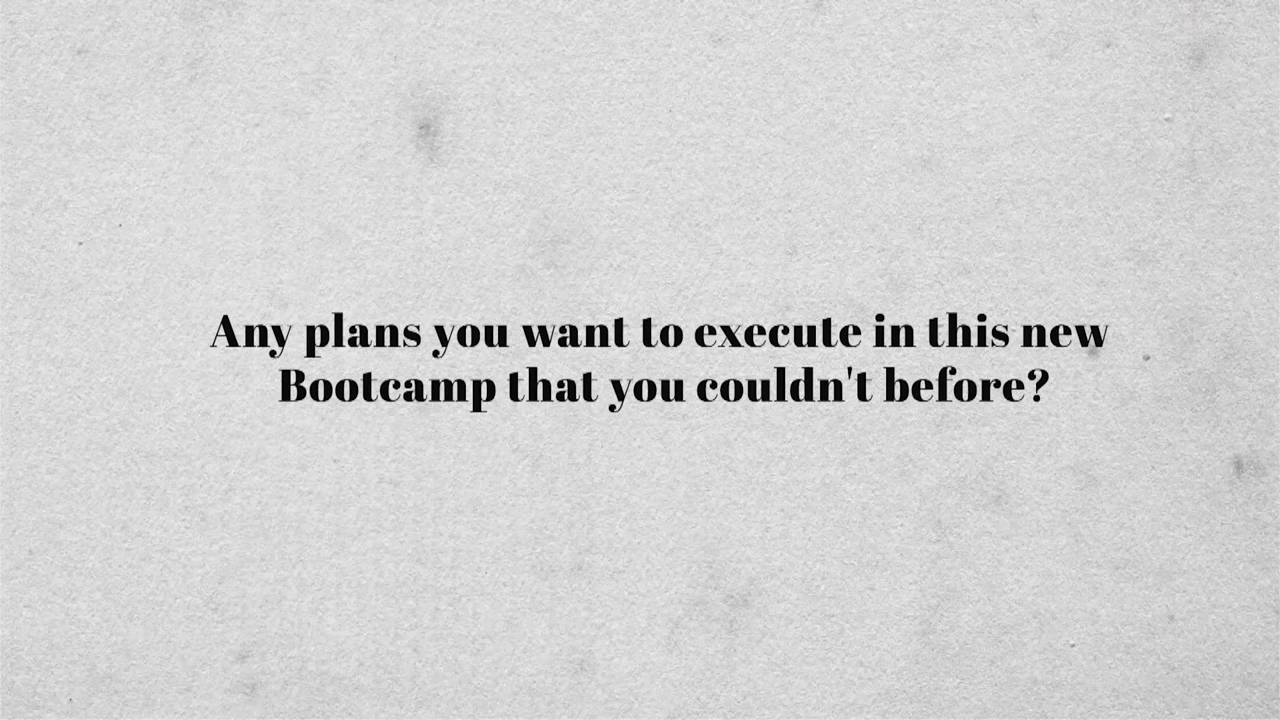 Any plans you want to execute in this new
Bootcamp that you couldn't before?